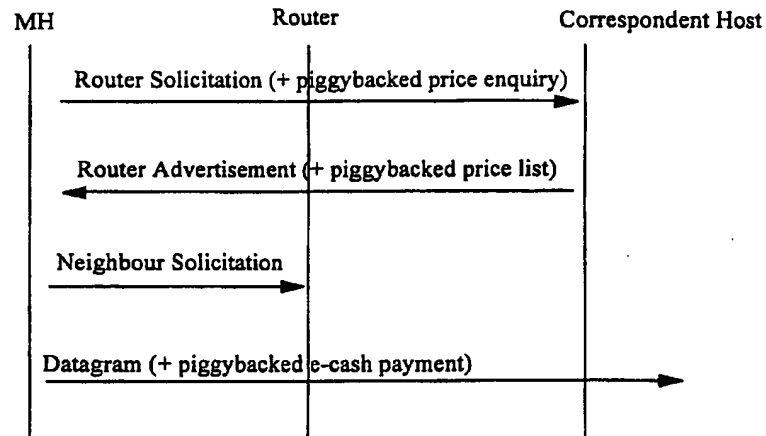 MH Router Correspondent Host
Router Solicitation (+ piggybacked price enquiry)
Router Advertisement (+ piggybacked price list)
Neighbour Solicitation
Datagram (+ piggybacked e-cash payment)